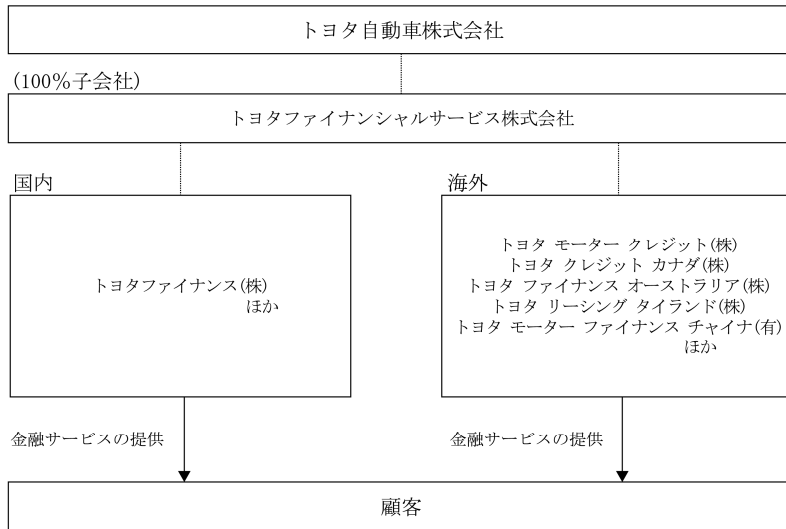 トヨタ自動車株式会社
(100%子会社)
トヨタファイナンシャルサービス株式会社
国内
海外
トヨタファイナンス(株)
ほか
トヨタ モーター クレジット(株)
トヨタ クレジット カナダ(株)
トヨタ ファイナンス オーストラリア(株)
トヨタ リーシング タイランド(株)
トヨタ モーター ファイナンス チャイナ(有)
ほか
金融サービスの提供
金融サービスの提供
顧客